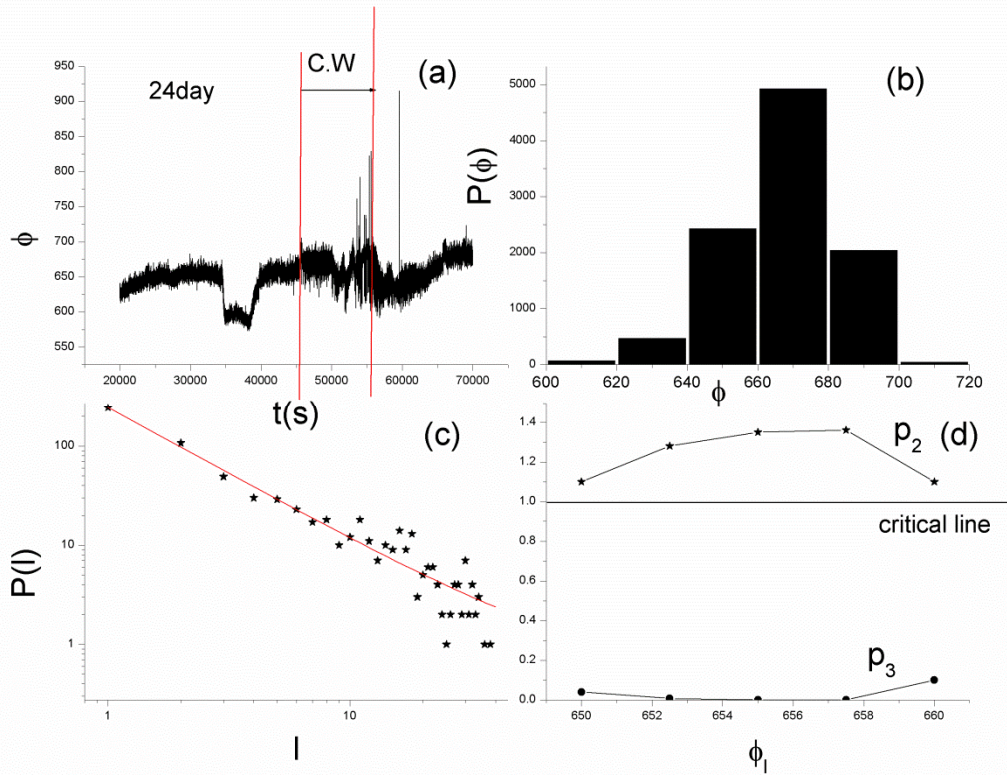 C.W
(a)
24day
950
900
850
800
750
700
650
600
550
ϕ
20000 30000 40000 50000 60000 70000
t(s)
(b)
5000
4000
3000
2000
1000
0
P(ϕ)
600 620 640 660 680 700 720
ϕ
(c)
100
10
1
P(l)
1 10
l
p2 (d)
1.4
1.2
1.0
critical line
0.8
0.6
0.4
p3
0.2
0.0
650 652 654 656 658 660
ϕl